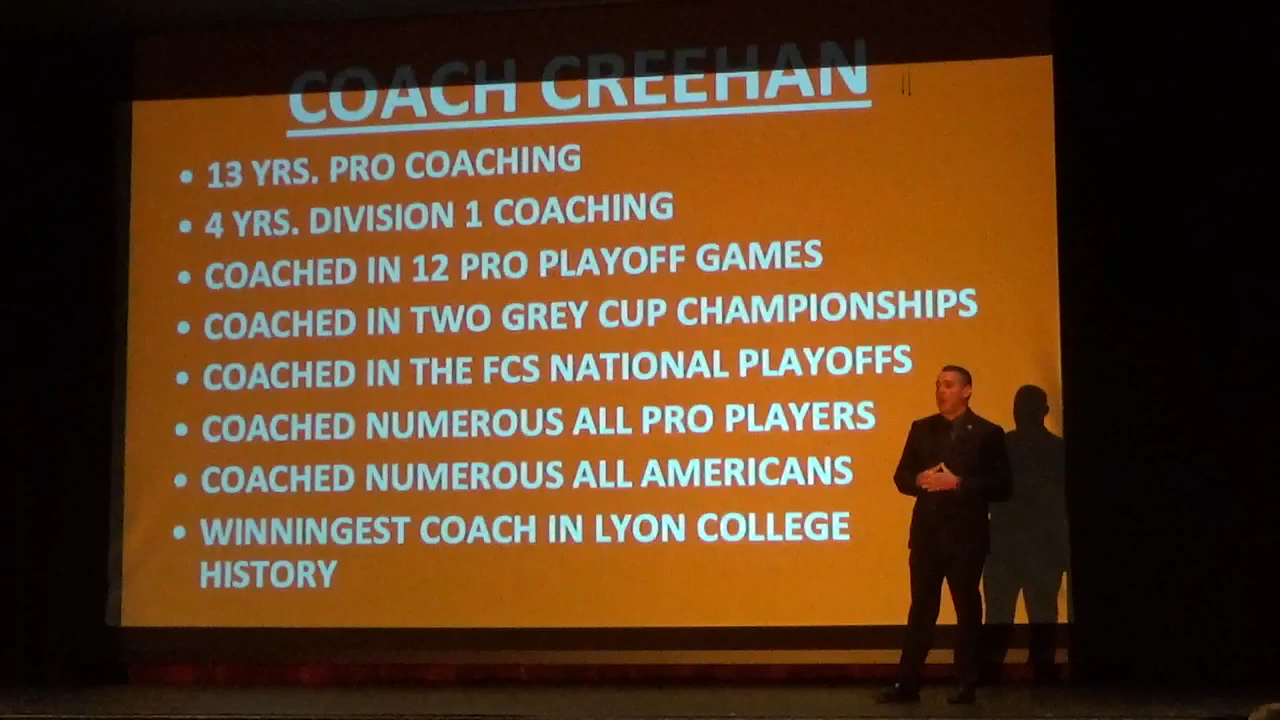 COACH CREEHAN
• 13 YRS. PRO COACHING
• 4 YRS. DIVISION 1 COACHING
• COACHED IN 12 PRO PLAYOFF GAMES
• COACHED IN TWO GREY CUP CHAMPIONSHIPS
• COACHED IN THE FCS NATIONAL PLAYOFFS
• COACHED NUMEROUS ALL PRO PLAYERS
• COACHED NUMEROUS ALL AMERICANS
• WINNINGEST COACH IN LYON COLLEGE
HISTORY